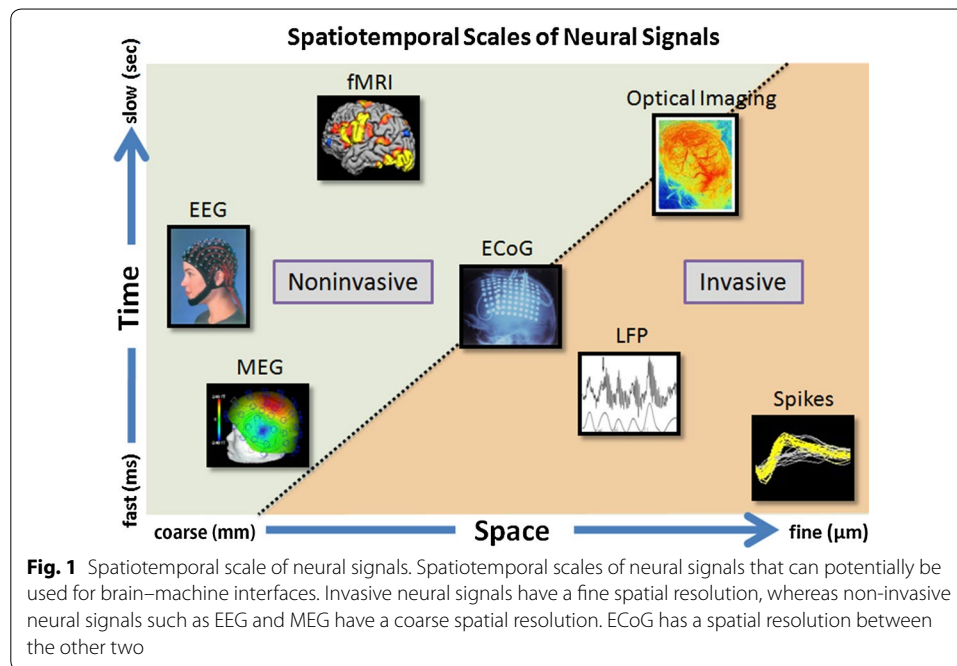 Spatiotemporal Scales of Neural Signals
slow (sec)
fMRI
Optical Imaging
EEG
ECoG
Noninvasive
Invasive
Time
LFP
MEG
Spikes
fast (ms)
coarse (mm)
Space
fine (µm)
Fig. 1 Spatiotemporal scale of neural signals. Spatiotemporal scales of neural signals that can potentially be
used for brain–machine interfaces. Invasive neural signals have a fine spatial resolution, whereas non-invasive
neural signals such as EEG and MEG have a coarse spatial resolution. ECoG has a spatial resolution between
the other two